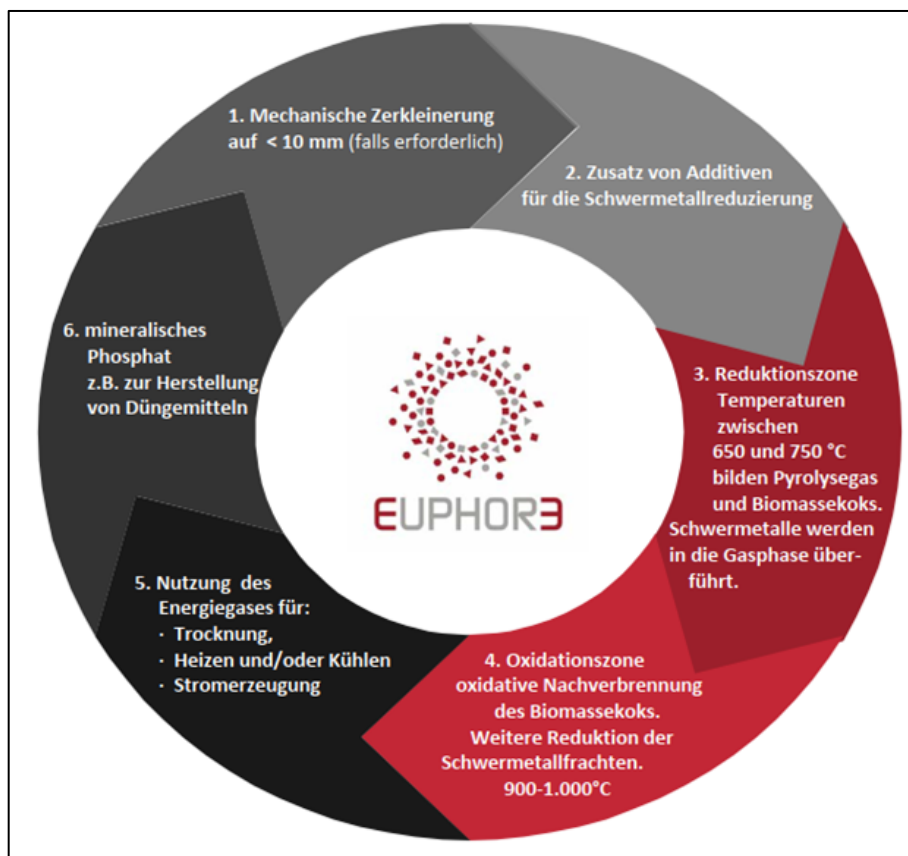 1. Mechanische Zerkleinerung
auf < 10 mm (falls erforderlich)
2. Zusatz von Additiven
für die Schwermetallreduzierung
3. Reduktionszone
Temperaturen
zwischen
650 und 750 °C
bilden Pyrolysegas
und Biomassekoks.
Schwermetalle werden
in die Gasphase über-
führt.
4. Oxidationszone
oxidative Nachverbrennung
des Biomassekoks.
Weitere Reduktion der
Schwermetallfrachten.
900-1.000°C
5. Nutzung des
Energiegases für:
· Trocknung,
· Heizen und/oder Kühlen
· Stromerzeugung
6. mineralisches
Phosphat
z.B. zur Herstellung
von Düngemitteln
EUPHORE